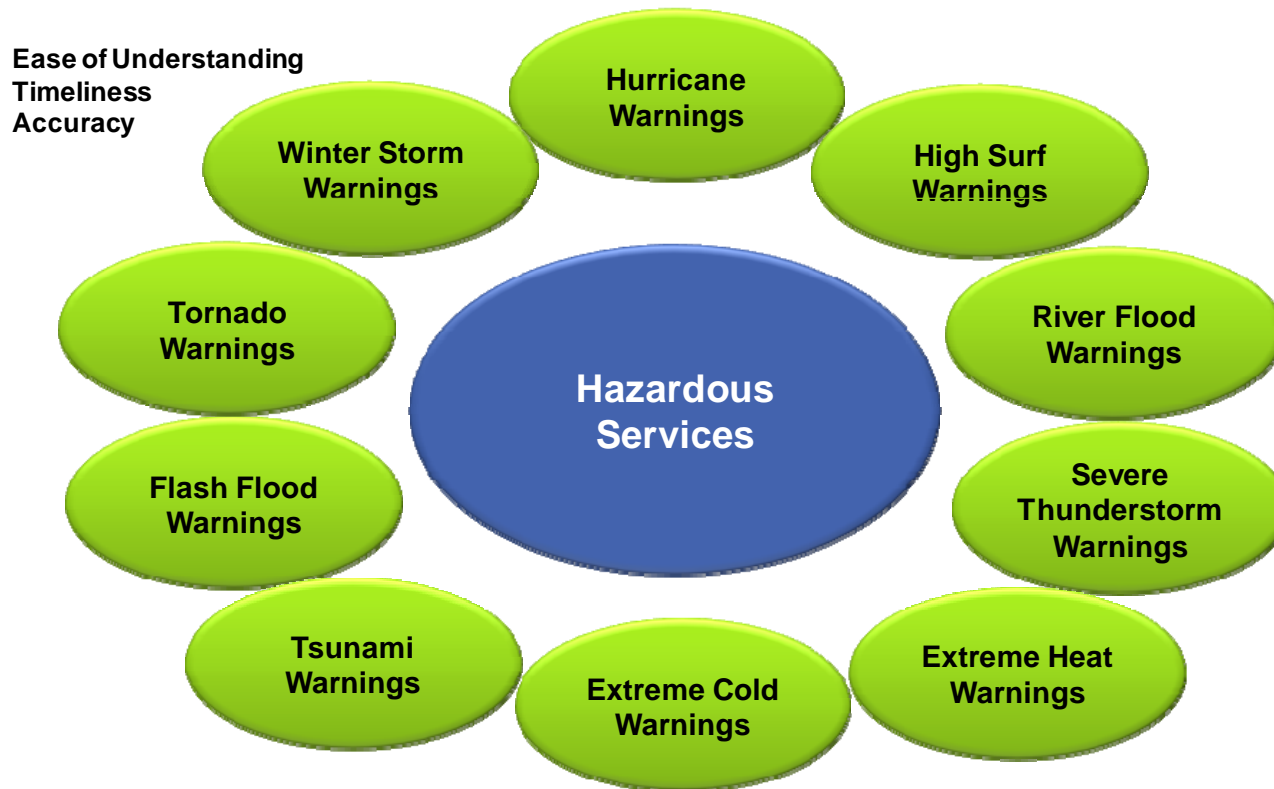 Ease of Understanding
Timeliness
Accuracy
Hurricane
Warnings
Winter Storm
Warnings
High Surf
Warnings
Tornado
Warnings
River Flood
Warnings
Hazardous
Services
Flash Flood
Warnings
Severe
Thunderstorm
Warnings
Tsunami
Warnings
Extreme Cold
Warnings
Extreme Heat
Warnings